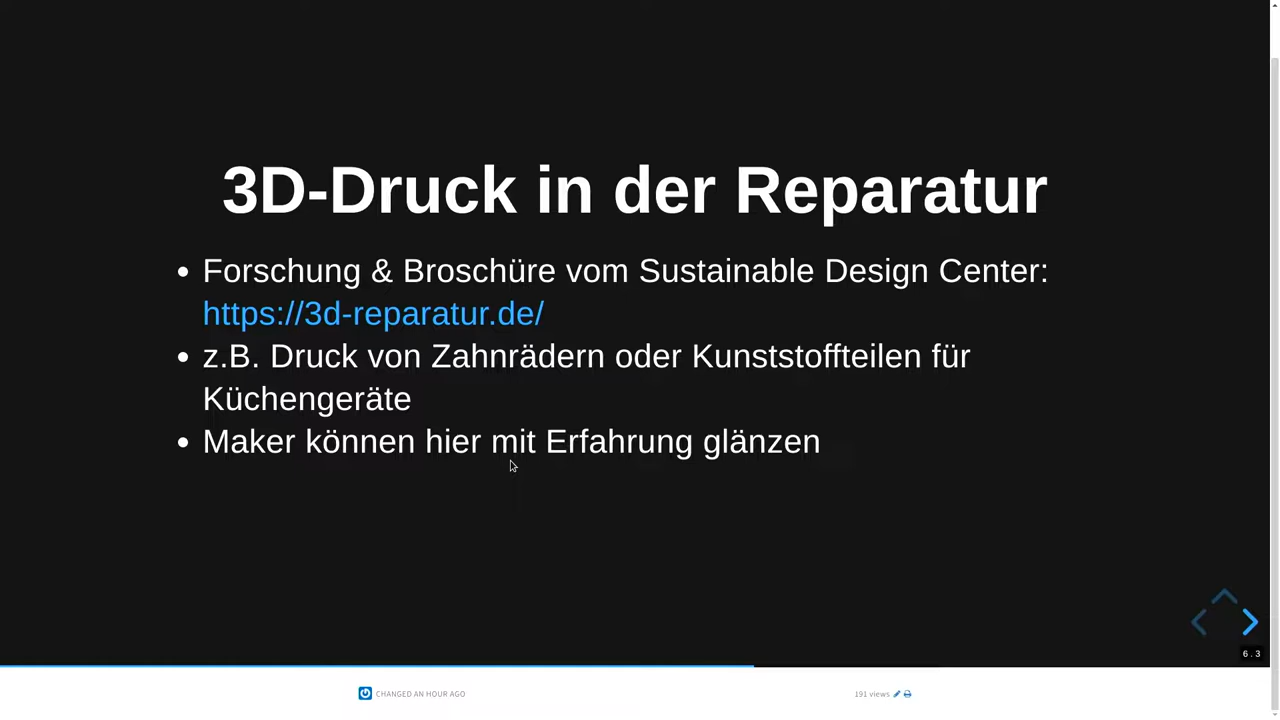 3D-Druck in der Reparatur
Forschung & Broschüre vom Sustainable Design Center:
https://3d-reparatur.de/
z.B. Druck von Zahnrädern oder Kunststoffteilen für
Küchengeräte
Maker können hier mit Erfahrung glänzen
6.3
CHANGED AN HOUR AGO
191 views